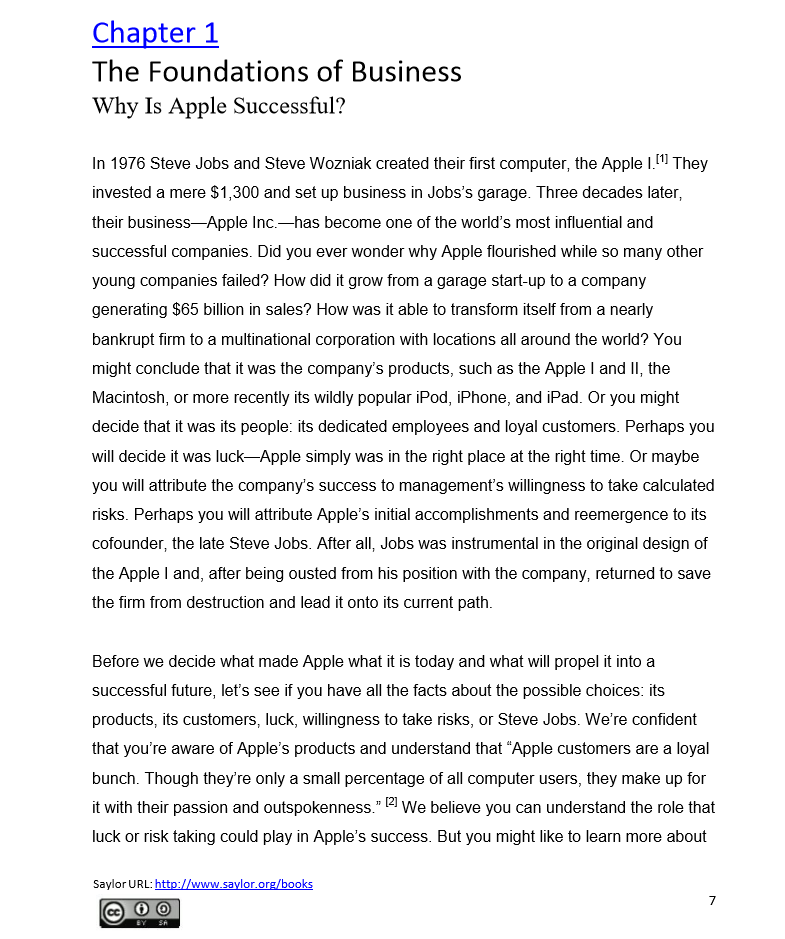 Chapter 1
The Foundations of Business
Why Is Apple Successful?
In 1976 Steve Jobs and Steve Wozniak created their first computer, the Apple I.[1] They
invested a mere $1,300 and set up business in Jobs’s garage. Three decades later,
their business—Apple Inc.—has become one of the world’s most influential and
successful companies. Did you ever wonder why Apple flourished while so many other
young companies failed? How did it grow from a garage start-up to a company
generating $65 billion in sales? How was it able to transform itself from a nearly
bankrupt firm to a multinational corporation with locations all around the world? You
might conclude that it was the company’s products, such as the Apple I and II, the
Macintosh, or more recently its wildly popular iPod, iPhone, and iPad. Or you might
decide that it was its people: its dedicated employees and loyal customers. Perhaps you
will decide it was luck—Apple simply was in the right place at the right time. Or maybe
you will attribute the company’s success to management’s willingness to take calculated
risks. Perhaps you will attribute Apple’s initial accomplishments and reemergence to its
cofounder, the late Steve Jobs. After all, Jobs was instrumental in the original design of
the Apple I and, after being ousted from his position with the company, returned to save
the firm from destruction and lead it onto its current path.
Before we decide what made Apple what it is today and what will propel it into a
successful future, let’s see if you have all the facts about the possible choices: its
products, its customers, luck, willingness to take risks, or Steve Jobs. We’re confident
that you’re aware of Apple’s products and understand that “Apple customers are a loyal
bunch. Though they’re only a small percentage of all computer users, they make up for
it with their passion and outspokenness.” [2] We believe you can understand the role that
luck or risk taking could play in Apple’s success. But you might like to learn more about
Saylor URL: http://www.saylor.org/books
7
cc BY SA